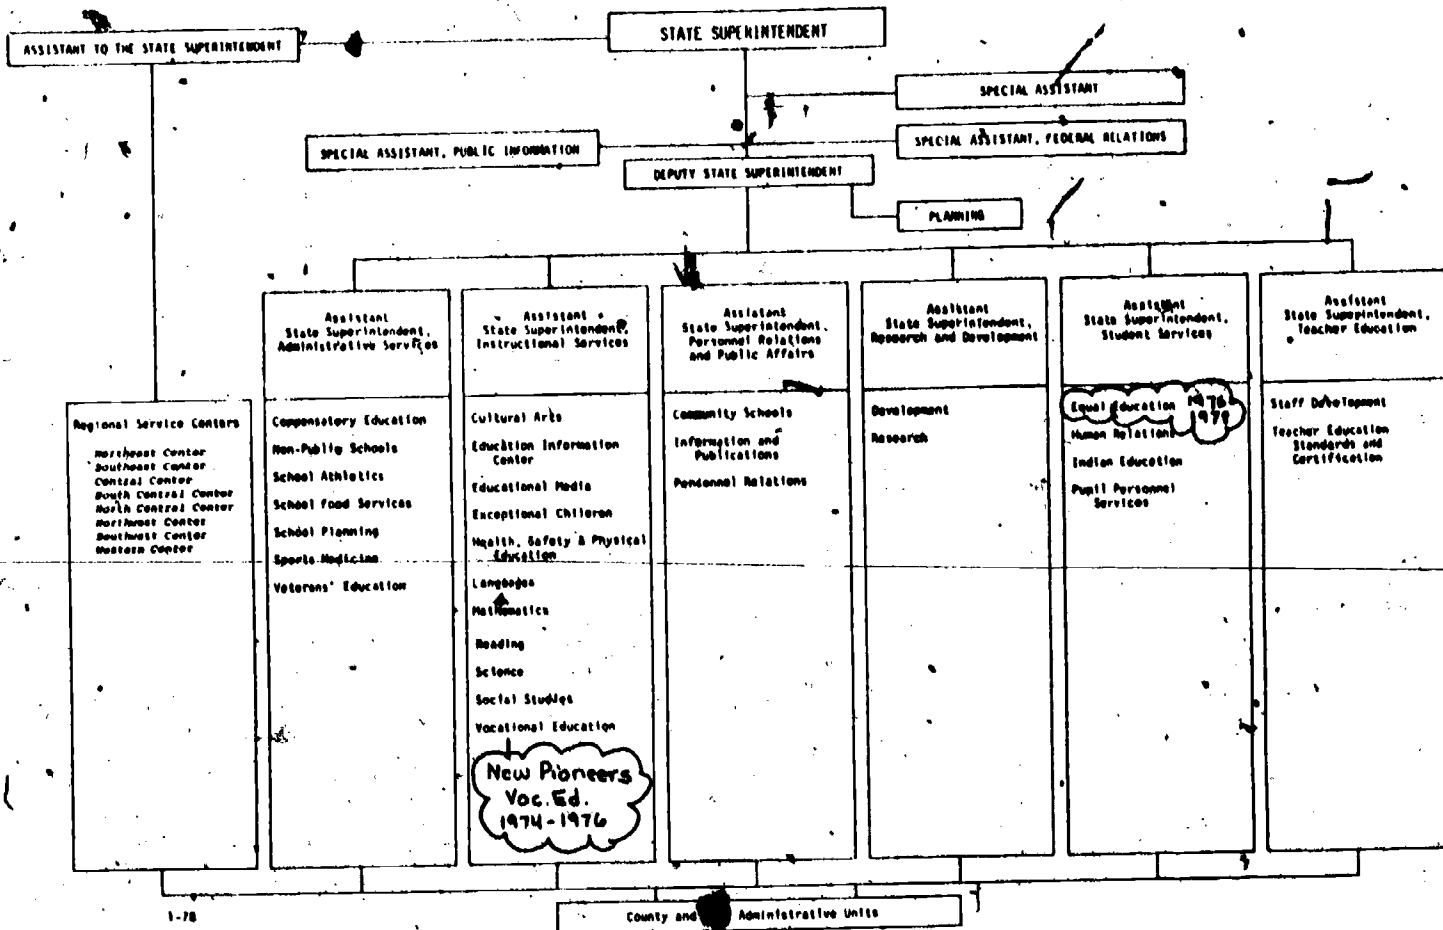 STATE SUPERINTENDENT
ASSISTANT TO THE STATE SUPERINTENDENT
SPECIAL ASSISTANT
SPECIAL ASSISTANT, FEDERAL RELATIONS
SPECIAL ASSISTANT, PUBLIC INFORMATION
DEPUTY STATE SUPERINTENDENT
PLANNING
Regional Service Centers
Northeast Center
Southeast Center
Central Center
South Central Center
North Central Center
Northwest Center
Southwest Center
Western Center
Assistant
State Superintendent,
Administrative Services
Compensatory Education
Non-Public Schools
School Athletics
School Food Services
School Planning
Sports Medicine
Veterans' Education
Assistant
State Superintendent,
Instructional Services
Cultural Arts
Education Information
Center
Educational Media
Exceptional Children
Health, Safety & Physical
Education
Languages
Mathematics
Reading
Science
Social Studies
Vocational Education
New Pioneers
Voc. Ed.
1974-1976
Assistant
State Superintendent,
Personnel Relations
and Public Affairs
Community Schools
Information and
Publications
Personnel Relations
Assistant
State Superintendent,
Research and Development
Development
Research
Assistant
State Superintendent,
Student Services
Equal Education 1976
1979
Human Relations
Indian Education
Pupil Personnel
Services
Assistant
State Superintendent,
Teacher Education
Staff Development
Teacher Education
Standards and
Certification
1-78
County and
Administrative Units